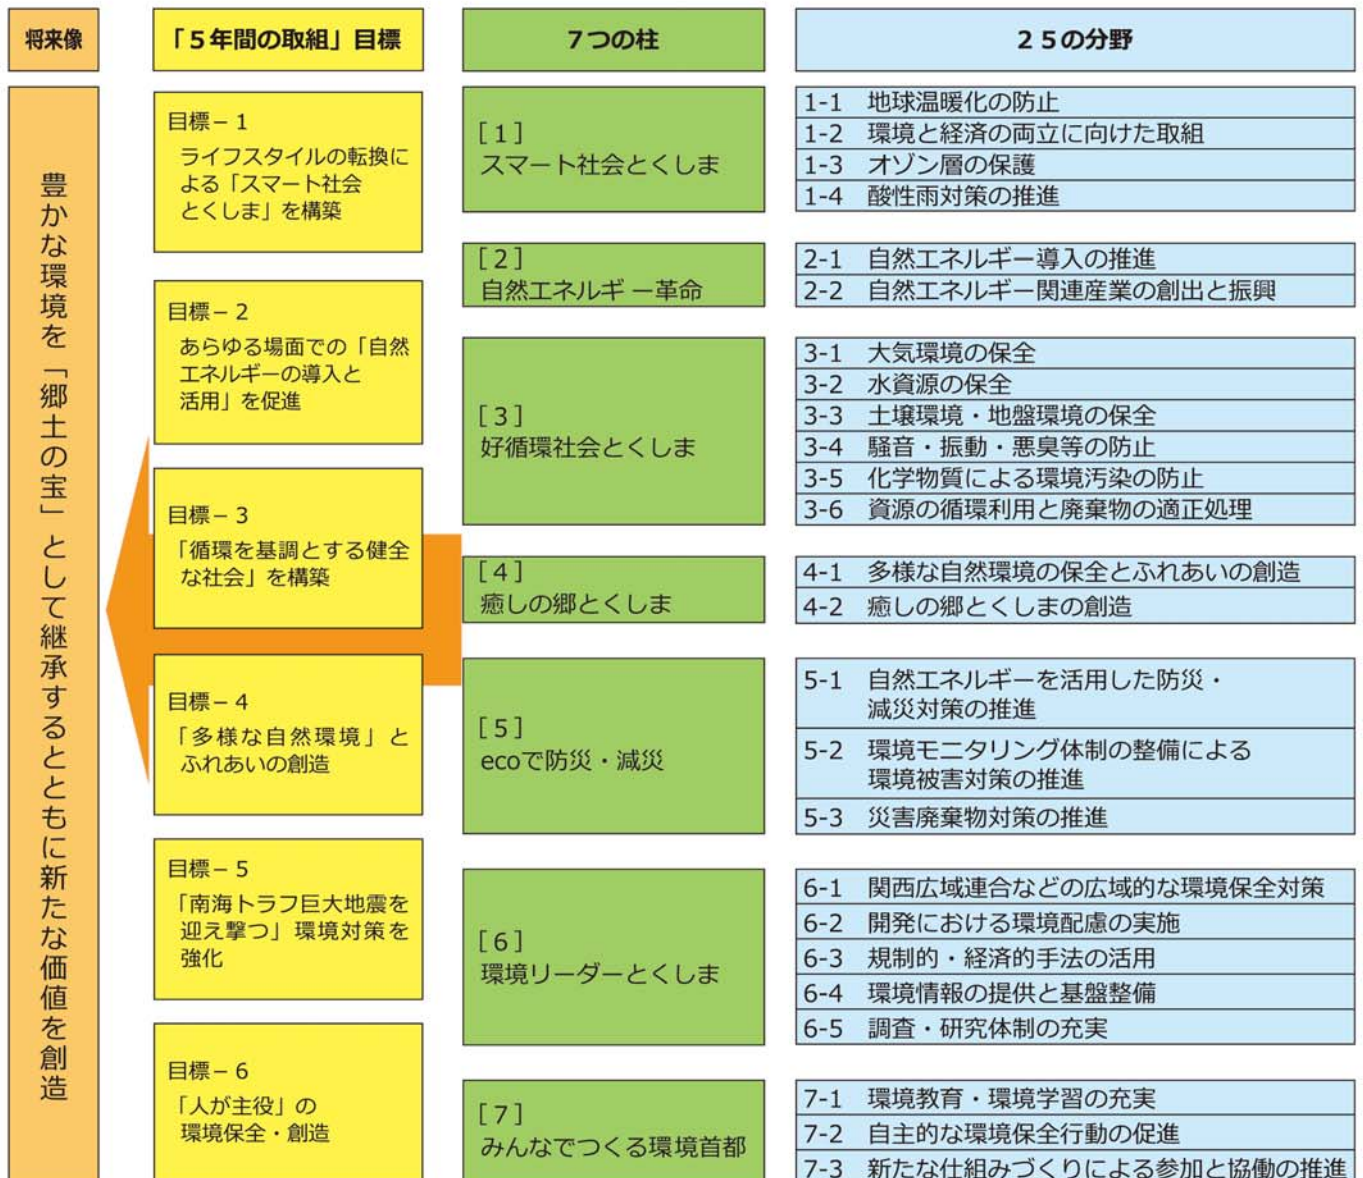 将来像
「5年間の取組」目標
7つの柱
25の分野
豊かな環境を「郷土の宝」として継承するとともに新たな価値を創造
目標－1
ライフスタイルの転換に
よる「スマート社会
とくしま」を構築
目標－2
あらゆる場面での「自然
エネルギーの導入と
活用」を促進
目標－3
「循環を基調とする健全
な社会」を構築
目標－4
「多様な自然環境」と
ふれあいの創造
目標－5
「南海トラフ巨大地震を
迎え撃つ」環境対策を
強化
目標－6
「人が主役」の
環境保全・創造
[1]
スマート社会とくしま
[2]
自然エネルギー革命
[3]
好循環社会とくしま
[4]
癒しの郷とくしま
[5]
ecoで防災・減災
[6]
環境リーダーとくしま
[7]
みんなでつくる環境首都
1-1 地球温暖化の防止
1-2 環境と経済の両立に向けた取組
1-3 オゾン層の保護
1-4 酸性雨対策の推進
2-1 自然エネルギー導入の推進
2-2 自然エネルギー関連産業の創出と振興
3-1 大気環境の保全
3-2 水資源の保全
3-3 土壌環境・地盤環境の保全
3-4 騒音・振動・悪臭等の防止
3-5 化学物質による環境汚染の防止
3-6 資源の循環利用と廃棄物の適正処理
4-1 多様な自然環境の保全とふれあいの創造
4-2 癒しの郷とくしまの創造
5-1 自然エネルギーを活用した防災・
減災対策の推進
5-2 環境モニタリング体制の整備による
環境被害対策の推進
5-3 災害廃棄物対策の推進
6-1 関西広域連合などの広域的な環境保全対策
6-2 開発における環境配慮の実施
6-3 規制的・経済的手法の活用
6-4 環境情報の提供と基盤整備
6-5 調査・研究体制の充実
7-1 環境教育・環境学習の充実
7-2 自主的な環境保全行動の促進
7-3 新たな仕組みづくりによる参加と協働の推進